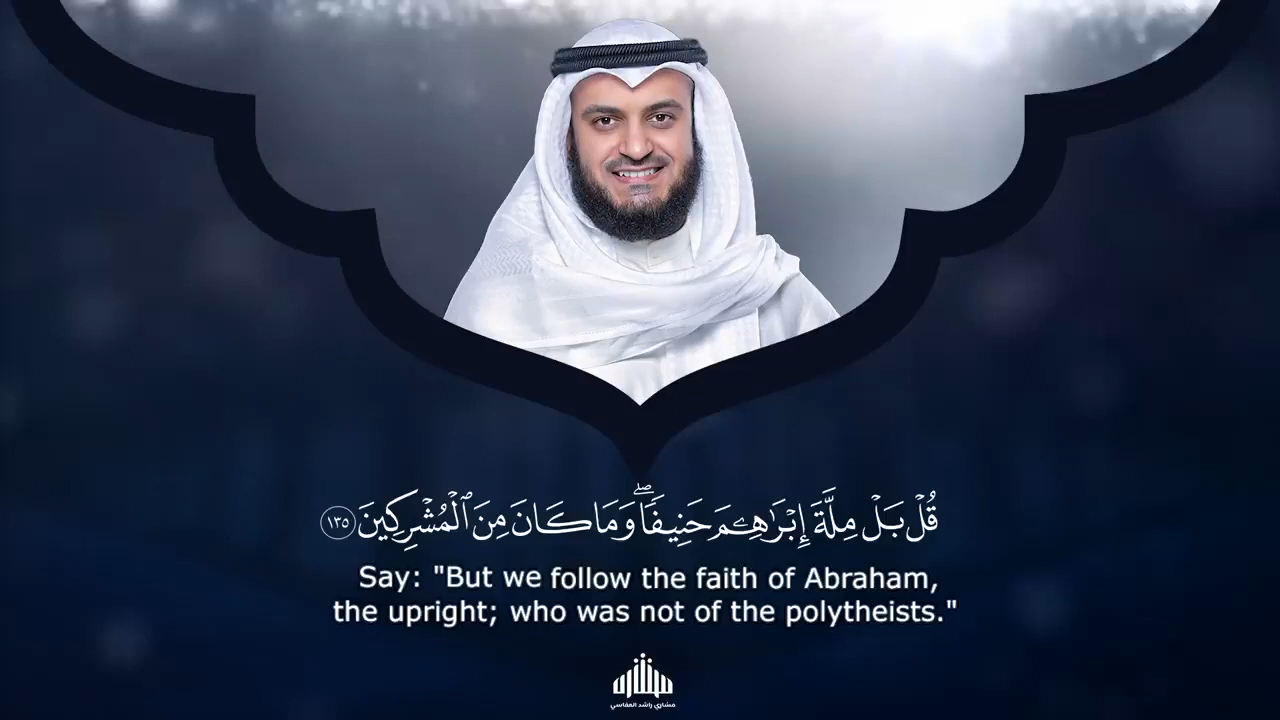 قُلْ بَلْ مِلَّةَ إِبْرَٰهِـۧمَ حَنِيفًا ۖ وَمَا كَانَ مِنَ ٱلْمُشْرِكِينَ ١٣٥
Say: "But we follow the faith of Abraham,
the upright; who was not of the polytheists."
مشاري راشد العفاسي